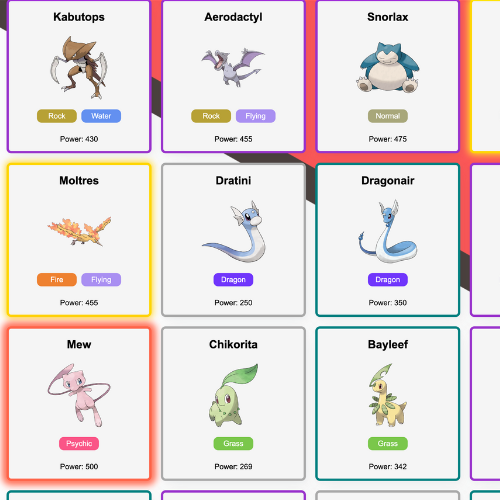 Kabutops
Aerodactyl
Snorlax
Rock Water
Rock Flying
Normal
Power: 430
Power: 455
Power: 475
Moltres
Dratini
Dragonair
Fire Flying
Dragon
Dragon
Power: 455
Power: 250
Power: 350
Mew
Chikorita
Bayleef
Psychic
Grass
Grass
Power: 500
Power: 269
Power: 342